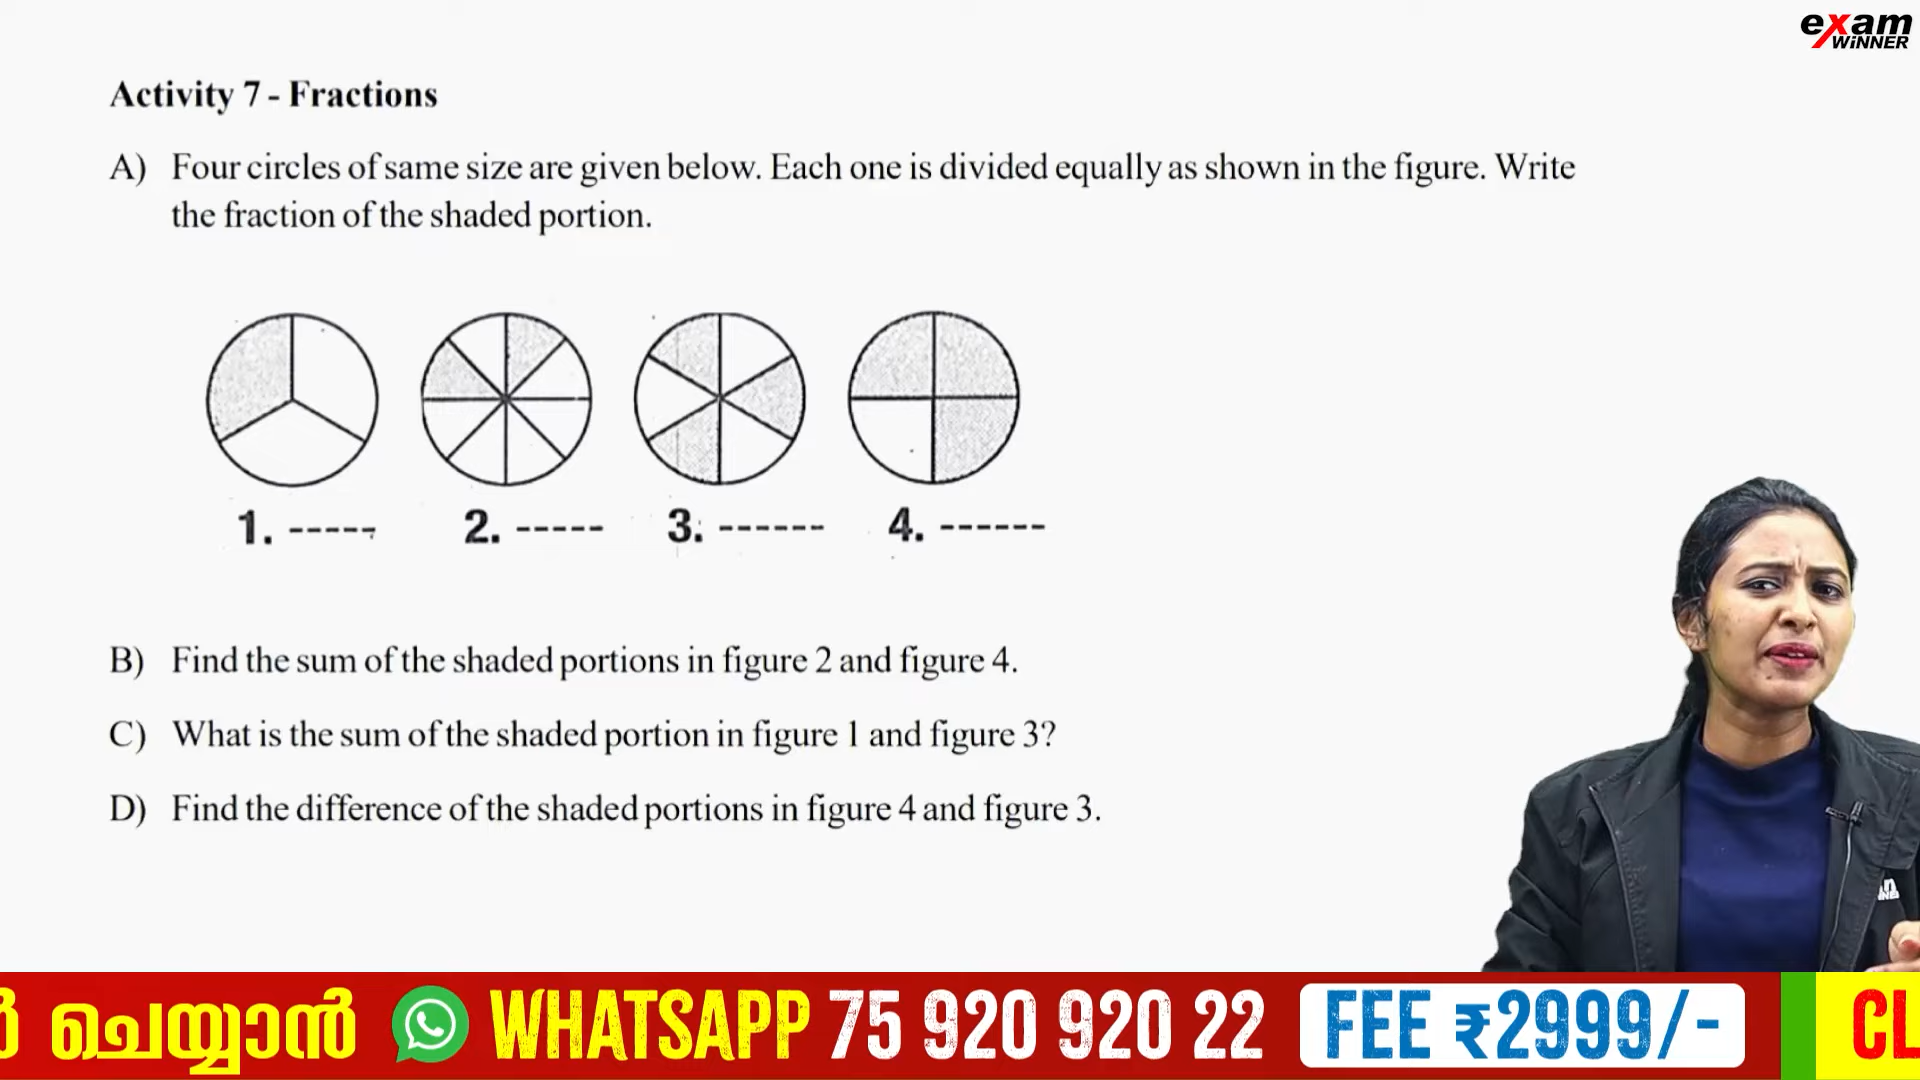 exam
WiNNER
Activity 7 - Fractions
A) Four circles of same size are given below. Each one is divided equally as shown in the figure. Write
the fraction of the shaded portion.
1. -----
2. -----
3. ------
4. ------
B) Find the sum of the shaded portions in figure 2 and figure 4.
C) What is the sum of the shaded portion in figure 1 and figure 3?
D) Find the difference of the shaded portions in figure 4 and figure 3.
ചെയ്യാൻ WHATSAPP 75 920 920 22 FEE ₹2999/- CL